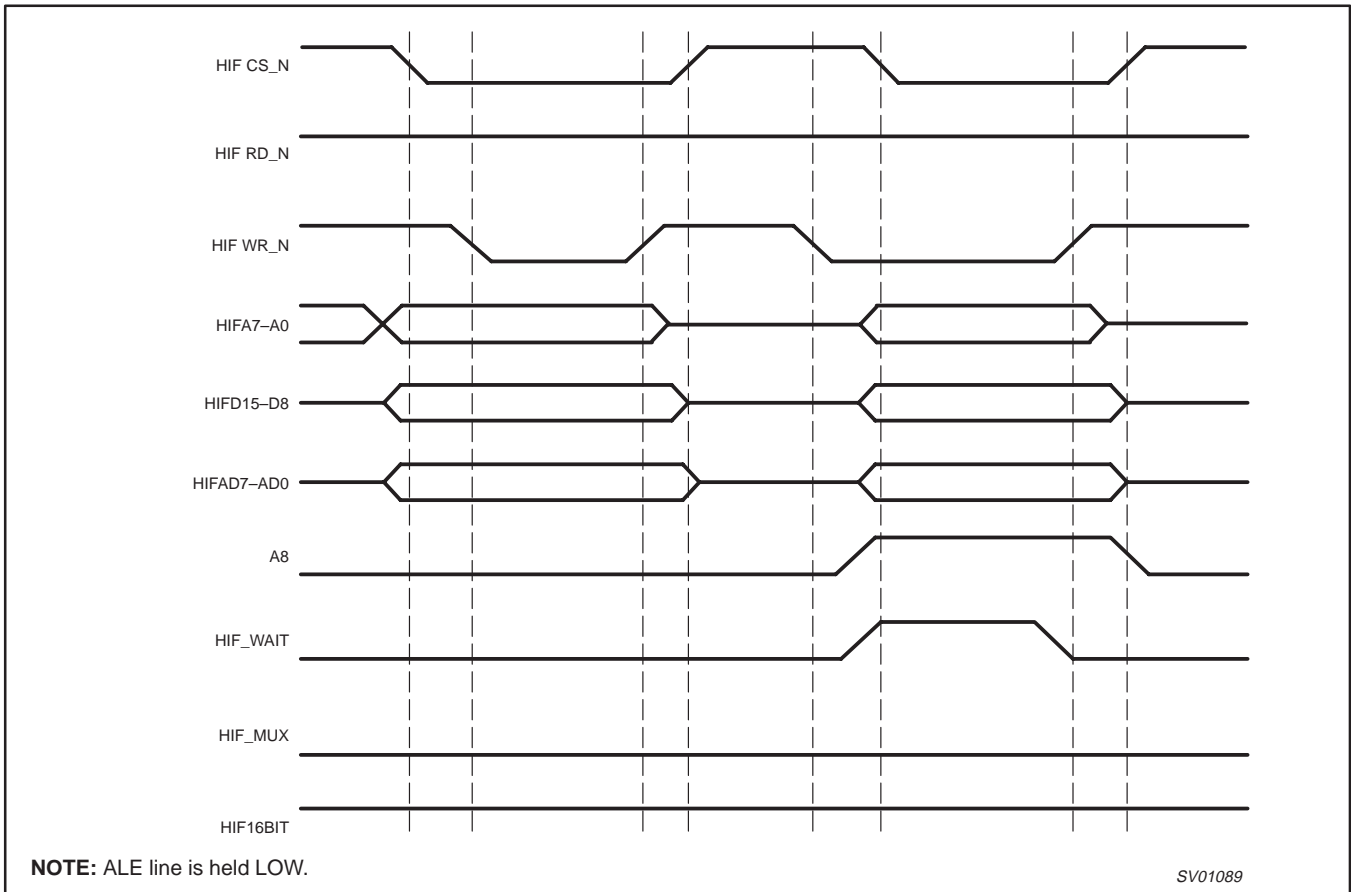 HIF CS_N
HIF RD_N
HIF WR_N
HIFA7–A0
HIFD15–D8
HIFAD7–AD0
A8
HIF_WAIT
HIF_MUX
HIF16BIT
NOTE: ALE line is held LOW.
SV01089